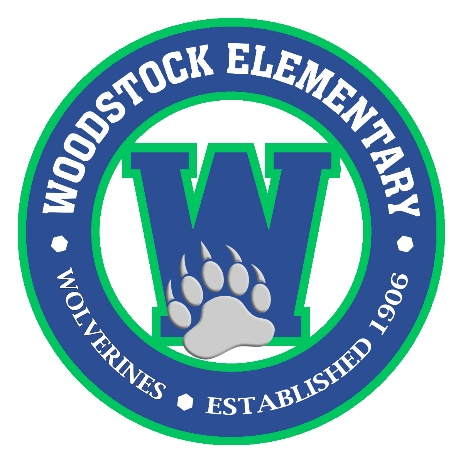 WOODSTOCK ELEMENTARY
W
WOLVERINES
ESTABLISHED 1906